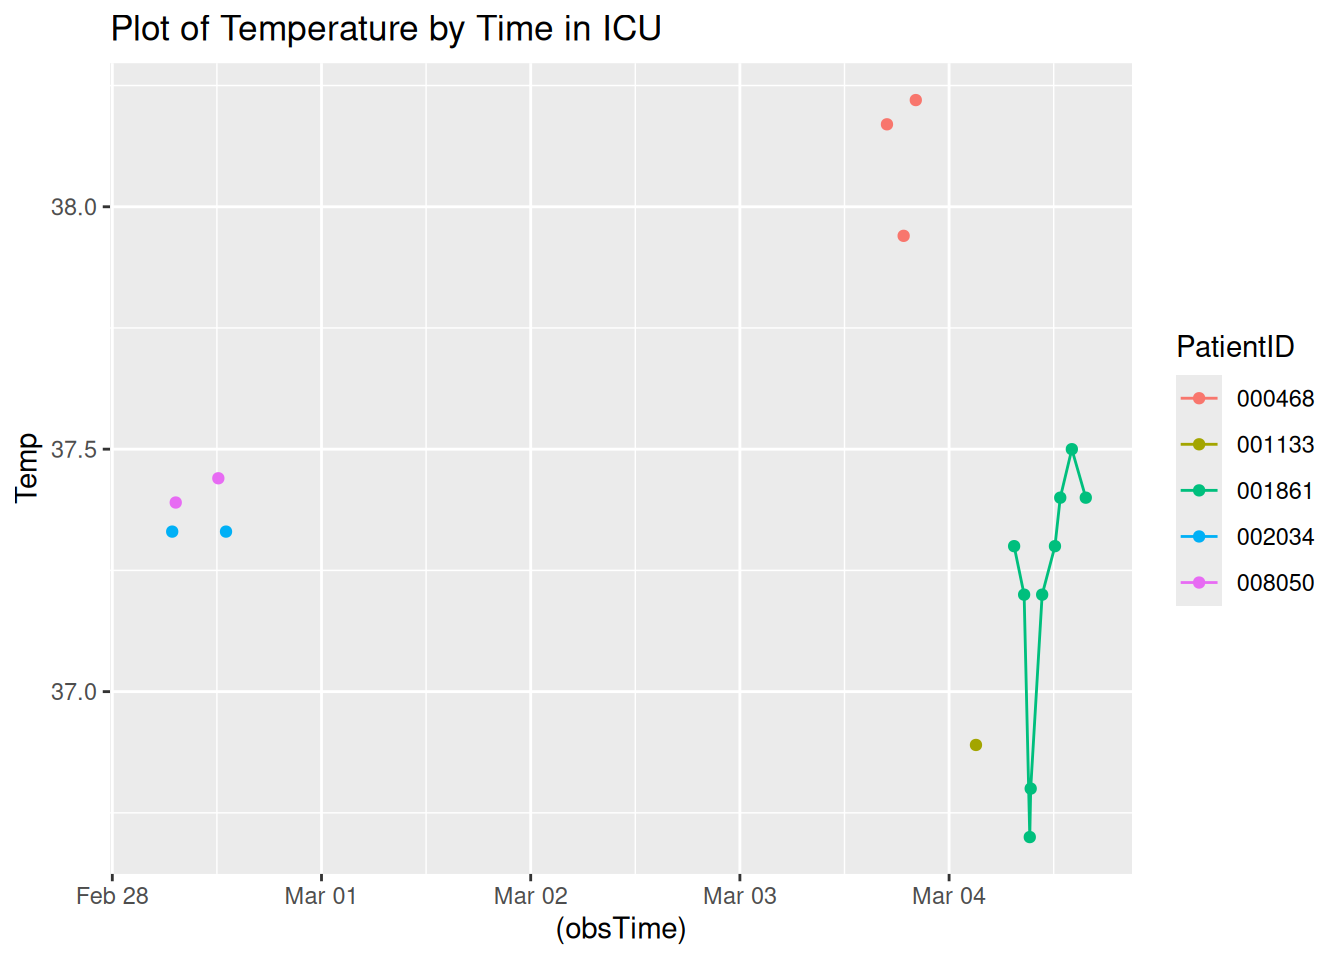 Plot of Temperature by Time in ICU
38.0
37.5
37.0
Temp
Feb 28 Mar 01 Mar 02 Mar 03 Mar 04
(obsTime)
PatientID
000468
001133
001861
002034
008050